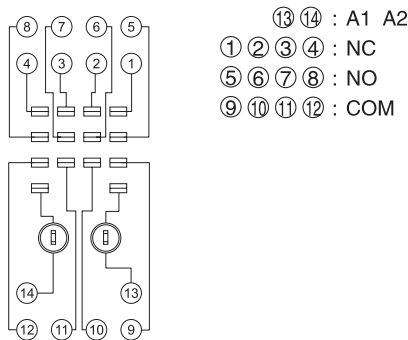 ⑧ ⑦ ⑥ ⑤
④ ③ ② ①
⑭ ⑬
⑫ ⑪ ⑩ ⑨
⑬ ⑭ : A1 A2
① ② ③ ④ : NC
⑤ ⑥ ⑦ ⑧ : NO
⑨ ⑩ ⑪ ⑫ : COM